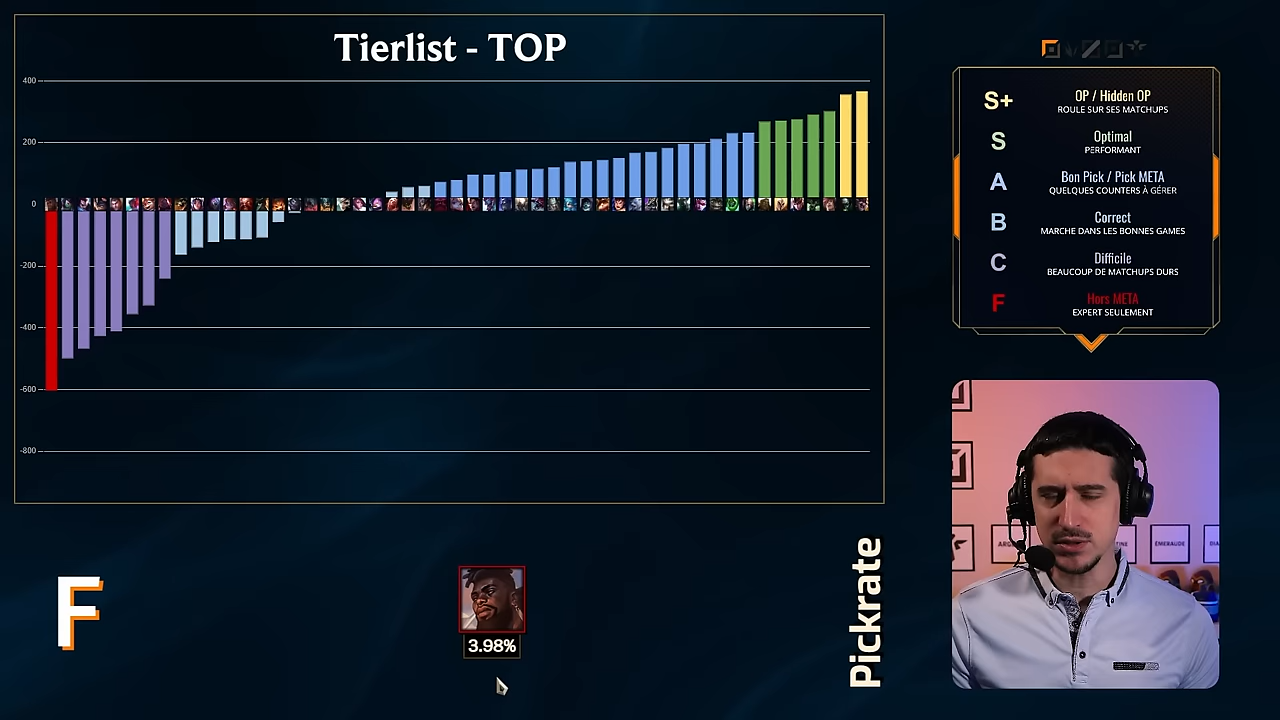 Tierlist - TOP
400
200
0
-200
-400
-600
-800
S+
OP / Hidden OP
ROULE SUR SES MATCHUPS
S
Optimal
PERFORMANT
A
Bon Pick / Pick META
QUELQUES COUNTERS À GÉRER
B
Correct
MARCHE DANS LES BONNES GAMES
C
Difficile
BEAUCOUP DE MATCHUPS DURS
F
Hors META
EXPERT SEULEMENT
F
3.98%
Pickrate
ÉMERAUDE